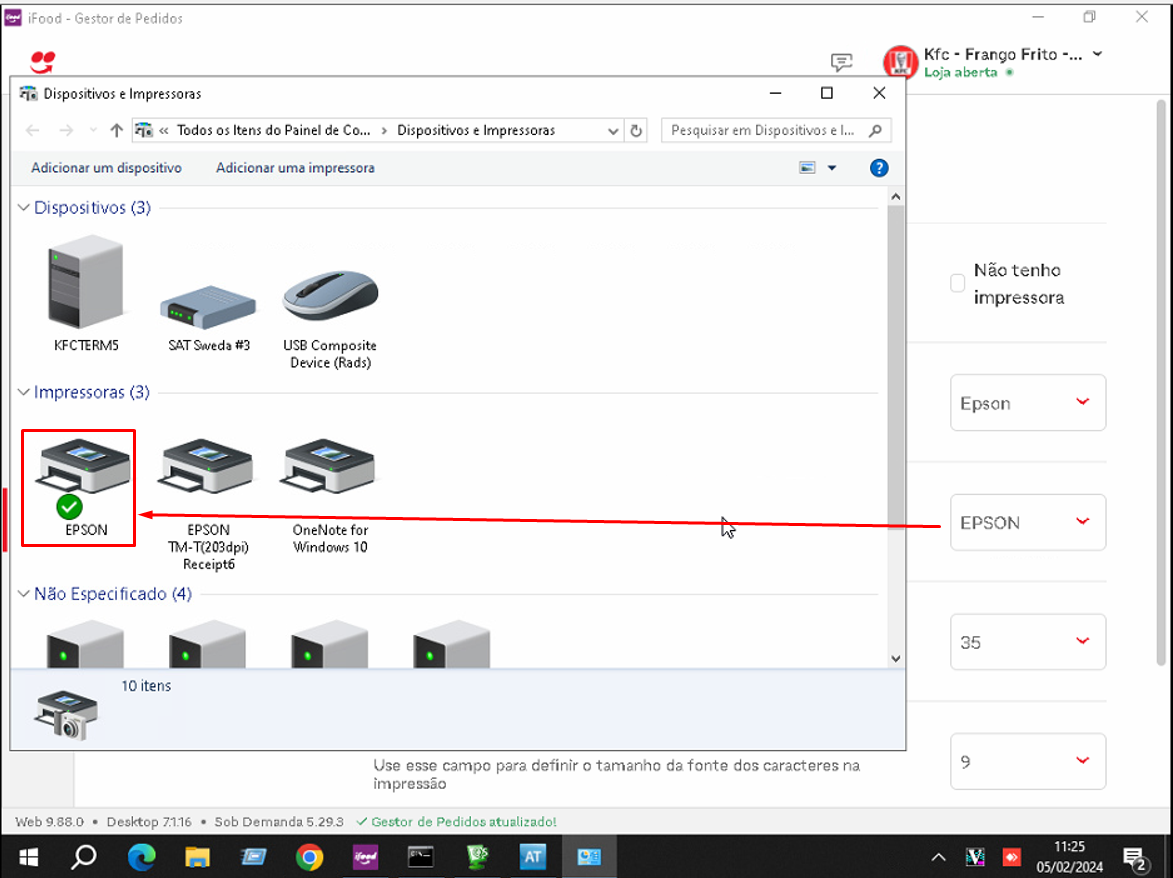 iFood - Gestor de Pedidos
Kfc - Frango Frito -...
Loja aberta
Dispositivos e Impressoras
« Todos os Itens do Painel de Co... › Dispositivos e Impressoras
Pesquisar em Dispositivos e I...
Adicionar um dispositivo
Adicionar uma impressora
?
Dispositivos (3)
KFCTERM5
SAT Sweda #3
USB Composite
Device (Rads)
Não tenho
impressora
Impressoras (3)
Epson
EPSON
EPSON
TM-T(203dpi)
Receipt6
OneNote for
Windows 10
EPSON
Não Especificado (4)
35
10 itens
9
Use esse campo para definir o tamanho da fonte dos caracteres na
impressão
Web 9.88.0 • Desktop 7.1.16 • Sob Demanda 5.29.3 ✓ Gestor de Pedidos atualizado!
ifood
AT
11:25
05/02/2024
2